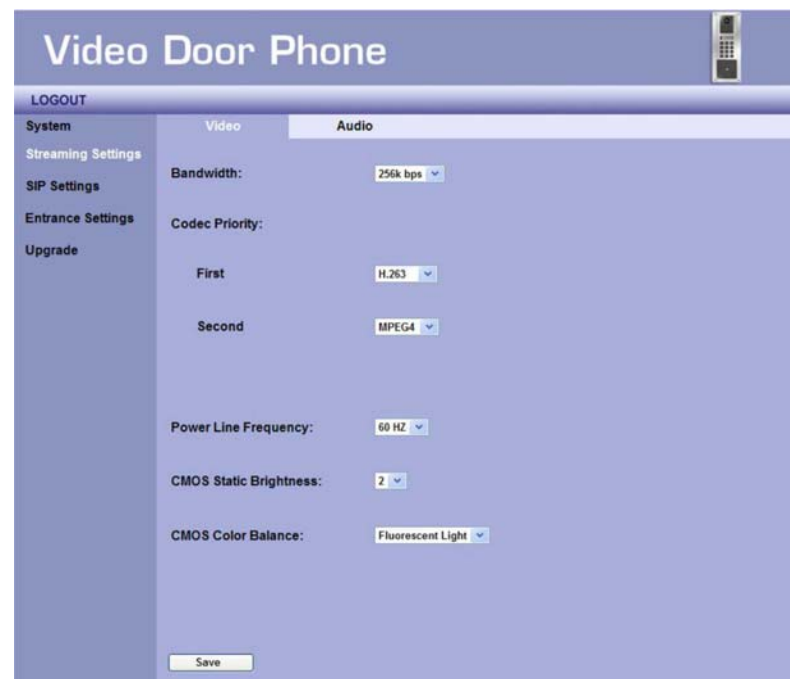 Video Door Phone
LOGOUT
System
Video Audio
Streaming Settings
SIP Settings
Entrance Settings
Upgrade
Bandwidth: 256k bps
Codec Priority:
First H.263
Second MPEG4
Power Line Frequency: 60 HZ
CMOS Static Brightness: 2
CMOS Color Balance: Fluorescent Light
Save